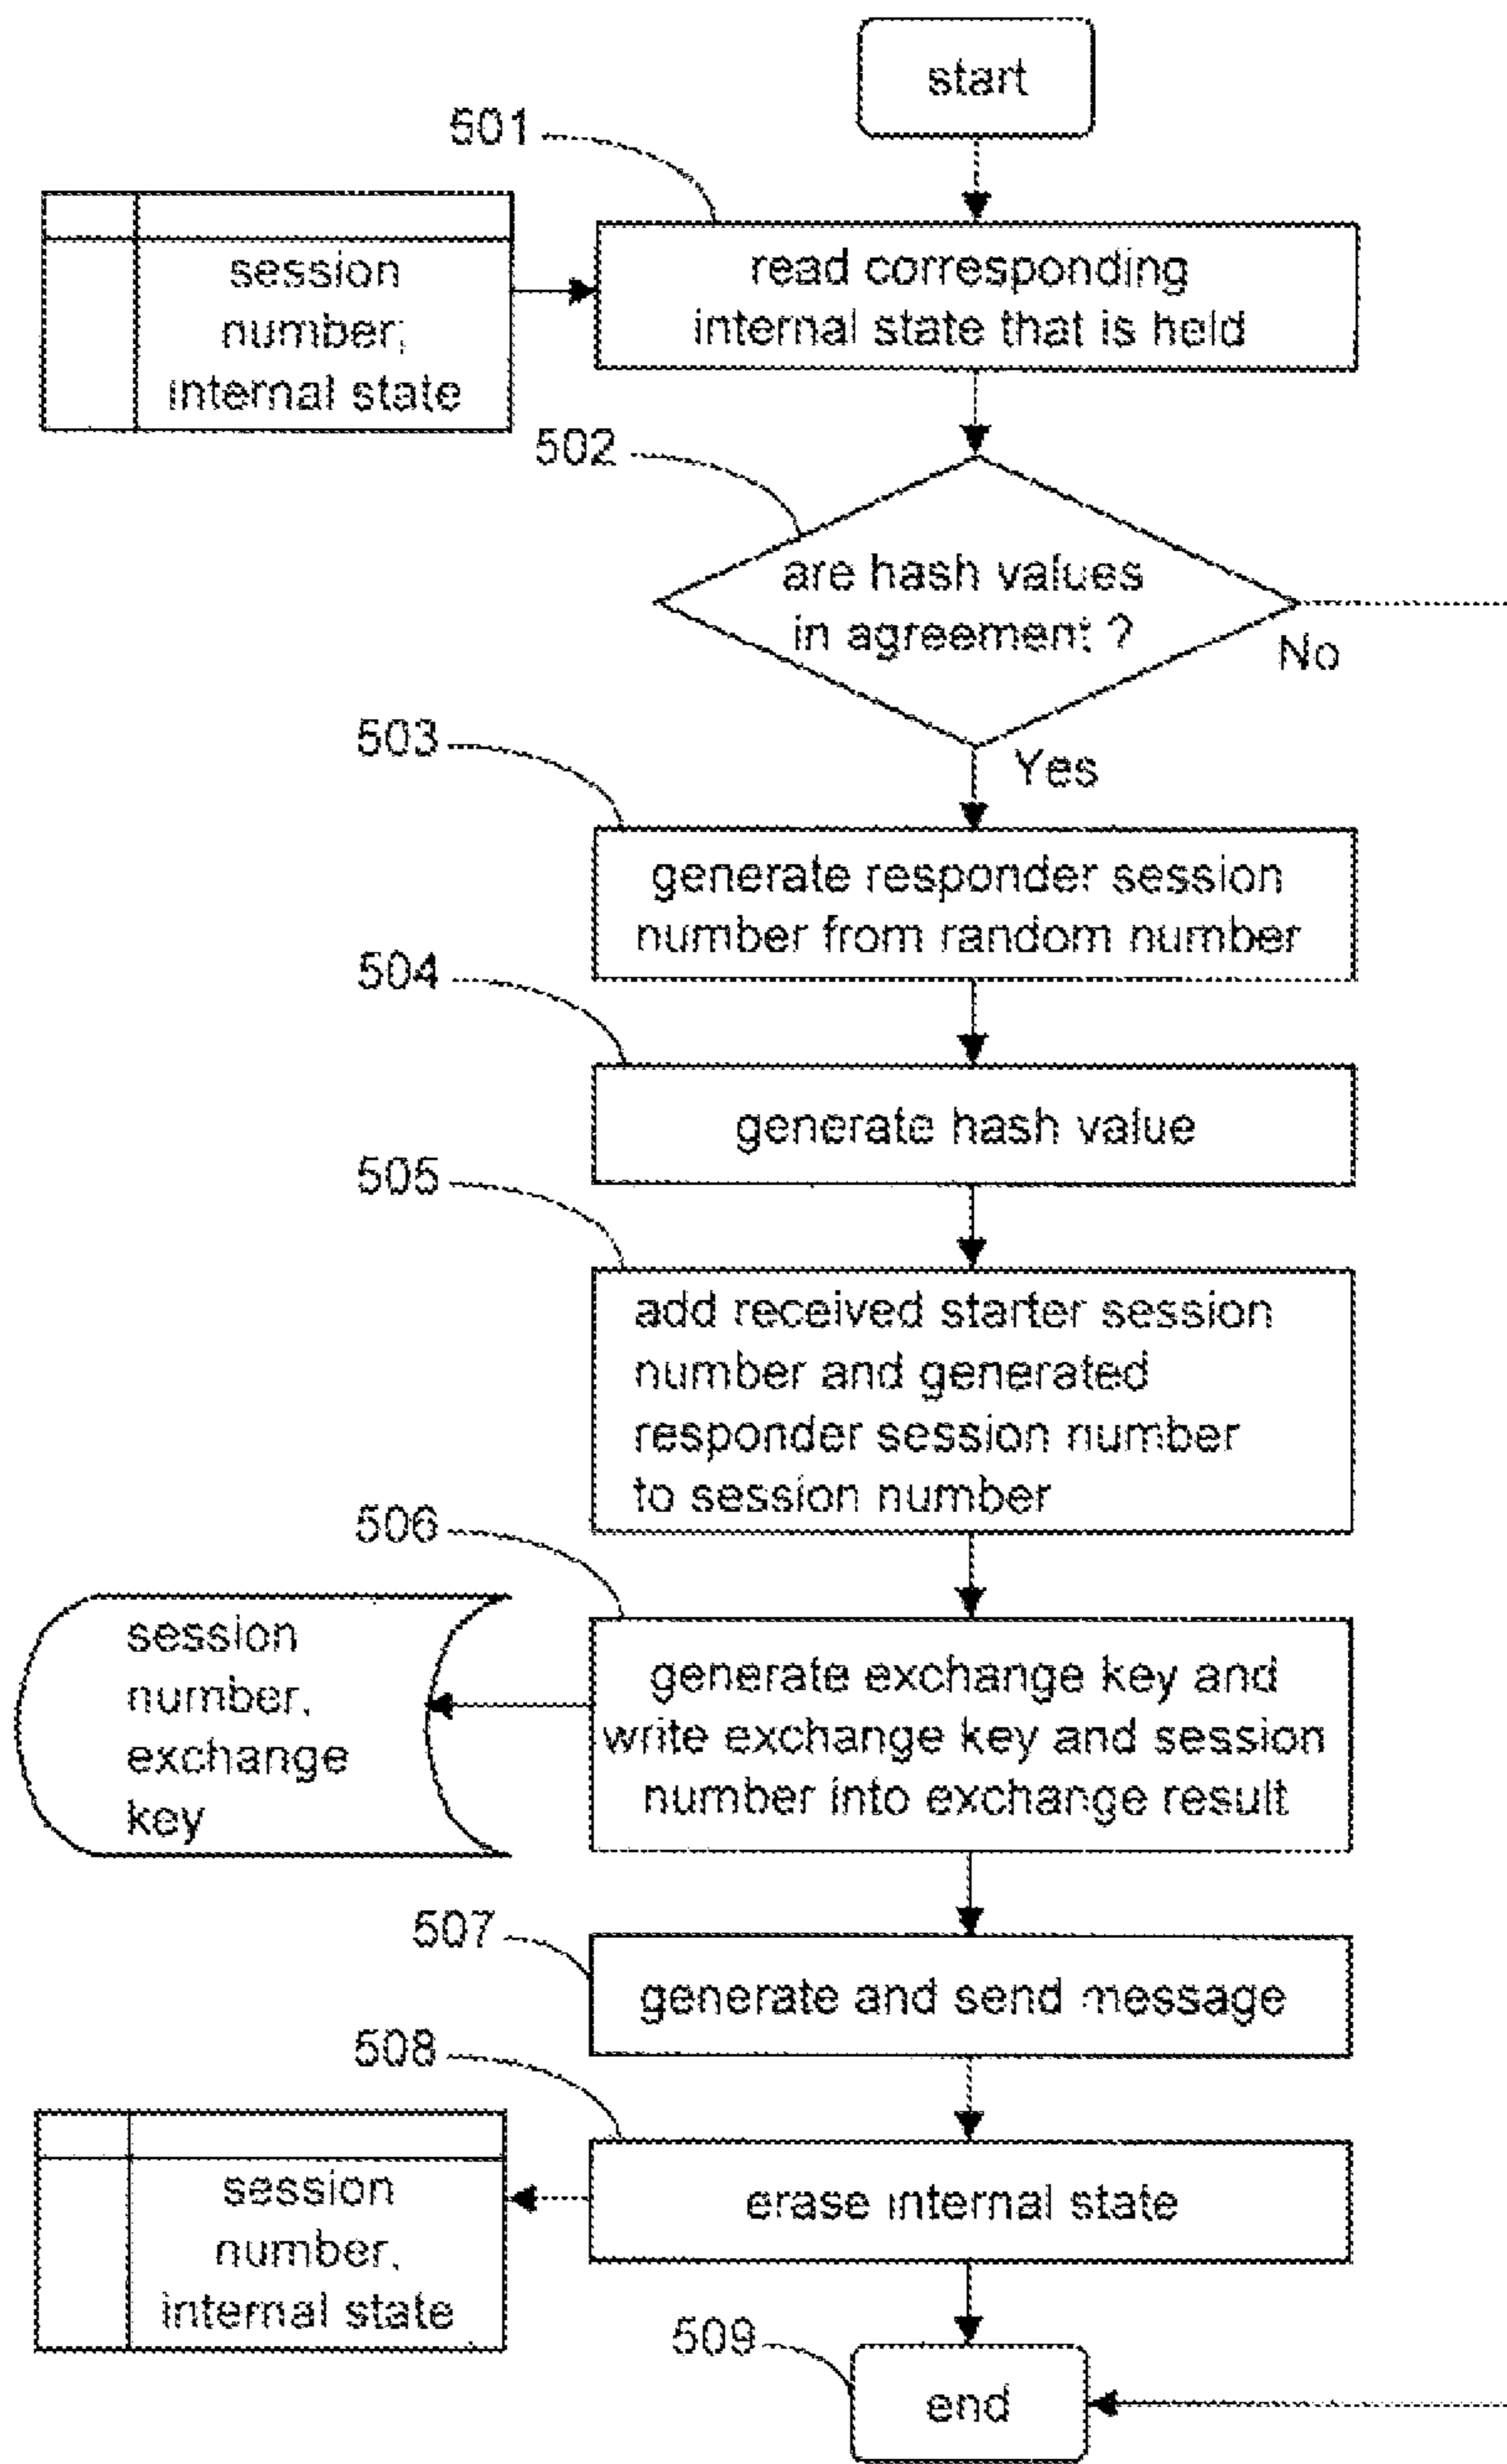 start
501
session
number,
internal state
read corresponding
internal state that is held
502
are hash values
in agreement ?
No
Yes
503
generate responder session
number from random number
504
generate hash value
505
add received starter session
number and generated
responder session number
to session number
506
session
number,
exchange
key
generate exchange key and
write exchange key and session
number into exchange result
507
generate and send message
508
session
number,
internal state
erase internal state
509
end